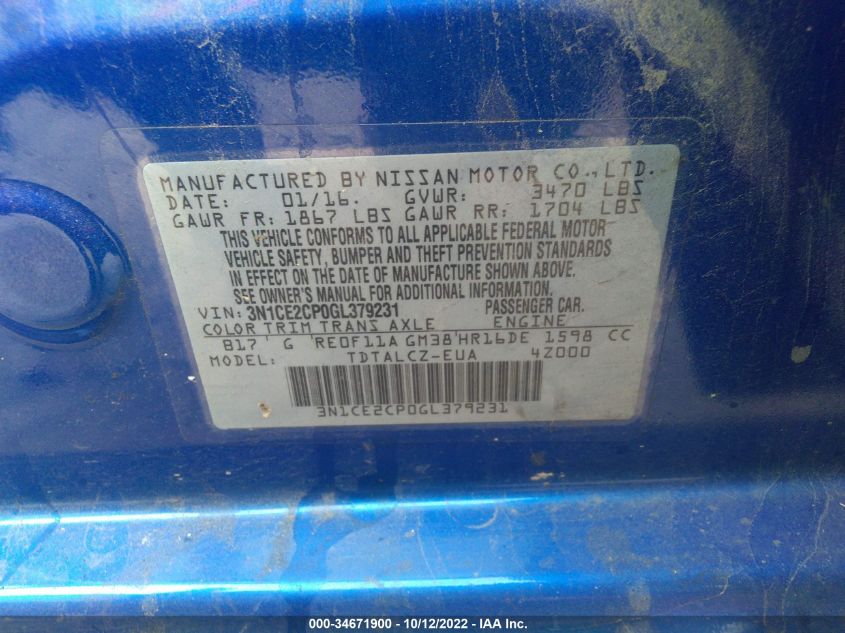 MANUFACTURED BY NISSAN MOTOR CO.,LTD.
DATE: 01/16. GVWR: 3470 LBS
GAWR FR: 1867 LBS GAWR RR: 1704 LBS
THIS VEHICLE CONFORMS TO ALL APPLICABLE FEDERAL MOTOR
VEHICLE SAFETY, BUMPER AND THEFT PREVENTION STANDARDS
IN EFFECT ON THE DATE OF MANUFACTURE SHOWN ABOVE.
SEE OWNER'S MANUAL FOR ADDITIONAL INFORMATION.
VIN: 3N1CE2CP0GL379231 PASSENGER CAR.
COLOR TRIM TRANS AXLE ENGINE
B17 G RE0F11A GM38 HR16DE 1598 CC
MODEL: TDTALCZ-EUA 4Z000
3N1CE2CP0GL379231
000-34671900 - 10/12/2022 - IAA Inc.